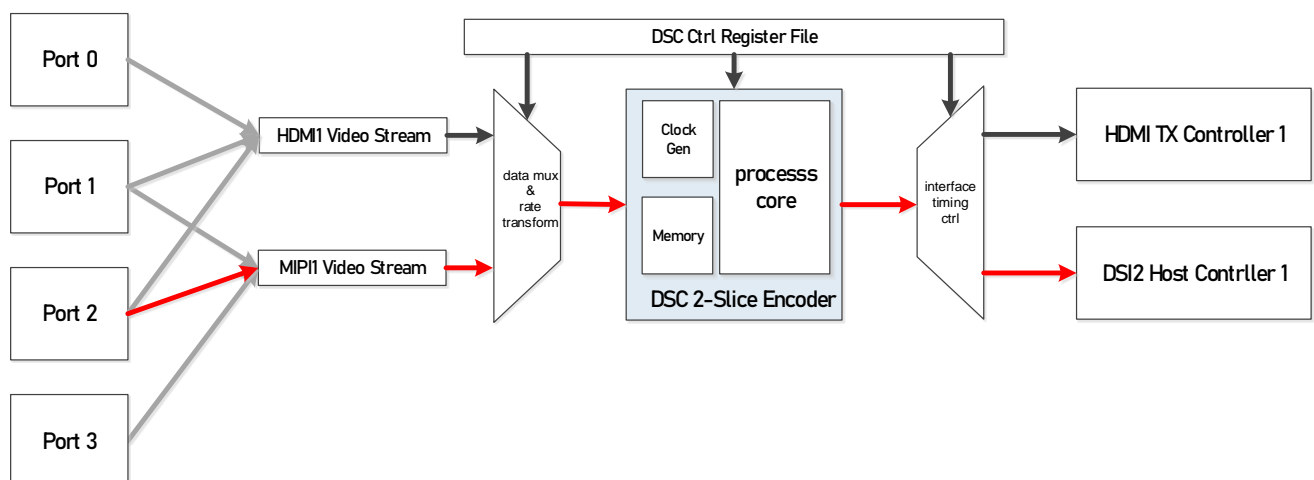 DSC Ctrl Register File
Port 0
Port 1
Port 2
Port 3
HDMI1 Video Stream
MIPI1 Video Stream
data mux
&
rate
transform
Clock
Gen
Memory
processs
core
DSC 2-Slice Encoder
interface
timing
ctrl
HDMI TX Controller 1
DSI2 Host Contrller 1